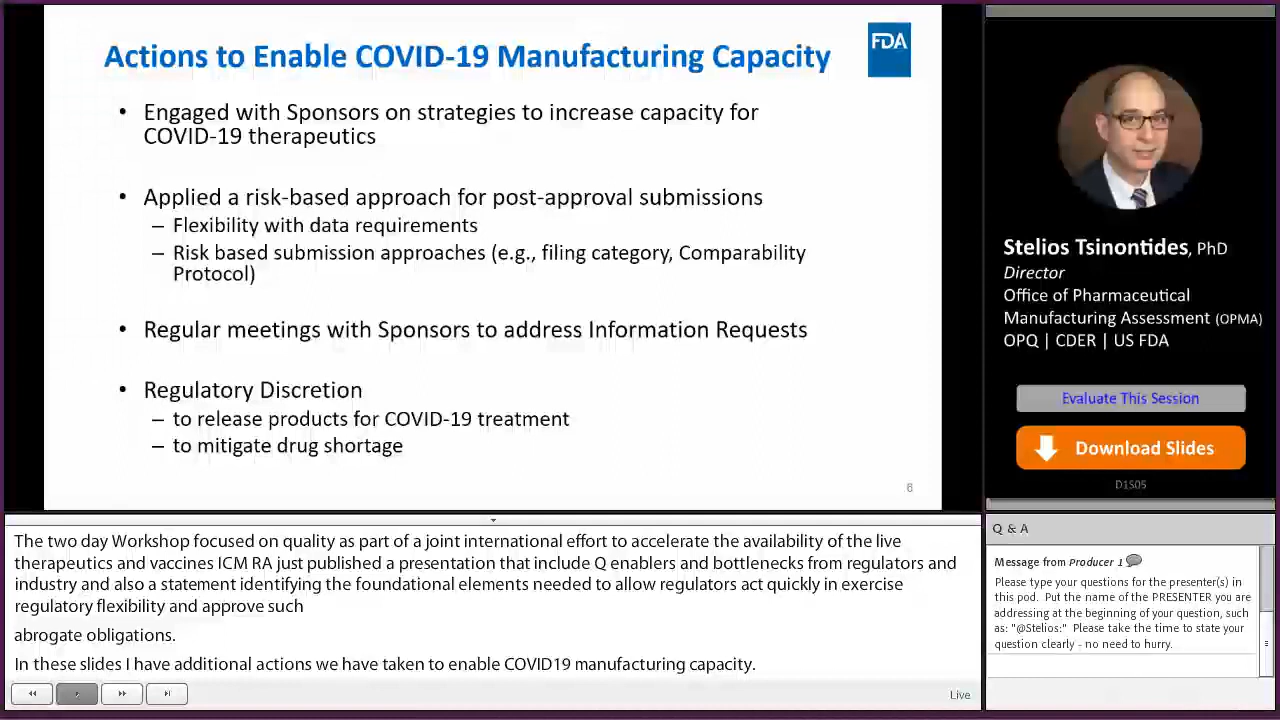 Actions to Enable COVID-19 Manufacturing Capacity
FDA
• Engaged with Sponsors on strategies to increase capacity for
COVID-19 therapeutics
• Applied a risk-based approach for post-approval submissions
– Flexibility with data requirements
– Risk based submission approaches (e.g., filing category, Comparability
Protocol)
• Regular meetings with Sponsors to address Information Requests
• Regulatory Discretion
– to release products for COVID-19 treatment
– to mitigate drug shortage
6
Stelios Tsinontides, PhD
Director
Office of Pharmaceutical
Manufacturing Assessment (OPMA)
OPQ | CDER | US FDA
Evaluate This Session
Download Slides
D1S05
The two day Workshop focused on quality as part of a joint international effort to accelerate the availability of the live
therapeutics and vaccines ICM RA just published a presentation that include Q enablers and bottlenecks from regulators and
industry and also a statement identifying the foundational elements needed to allow regulators act quickly in exercise
regulatory flexibility and approve such
abrogate obligations.
In these slides I have additional actions we have taken to enable COVID19 manufacturing capacity.
Live
Q & A
Message from Producer 1
Please type your questions for the presenter(s) in
this pod. Put the name of the PRESENTER you are
addressing at the beginning of your question, such
as: "@Stelios:" Please take the time to state your
question clearly - no need to hurry.